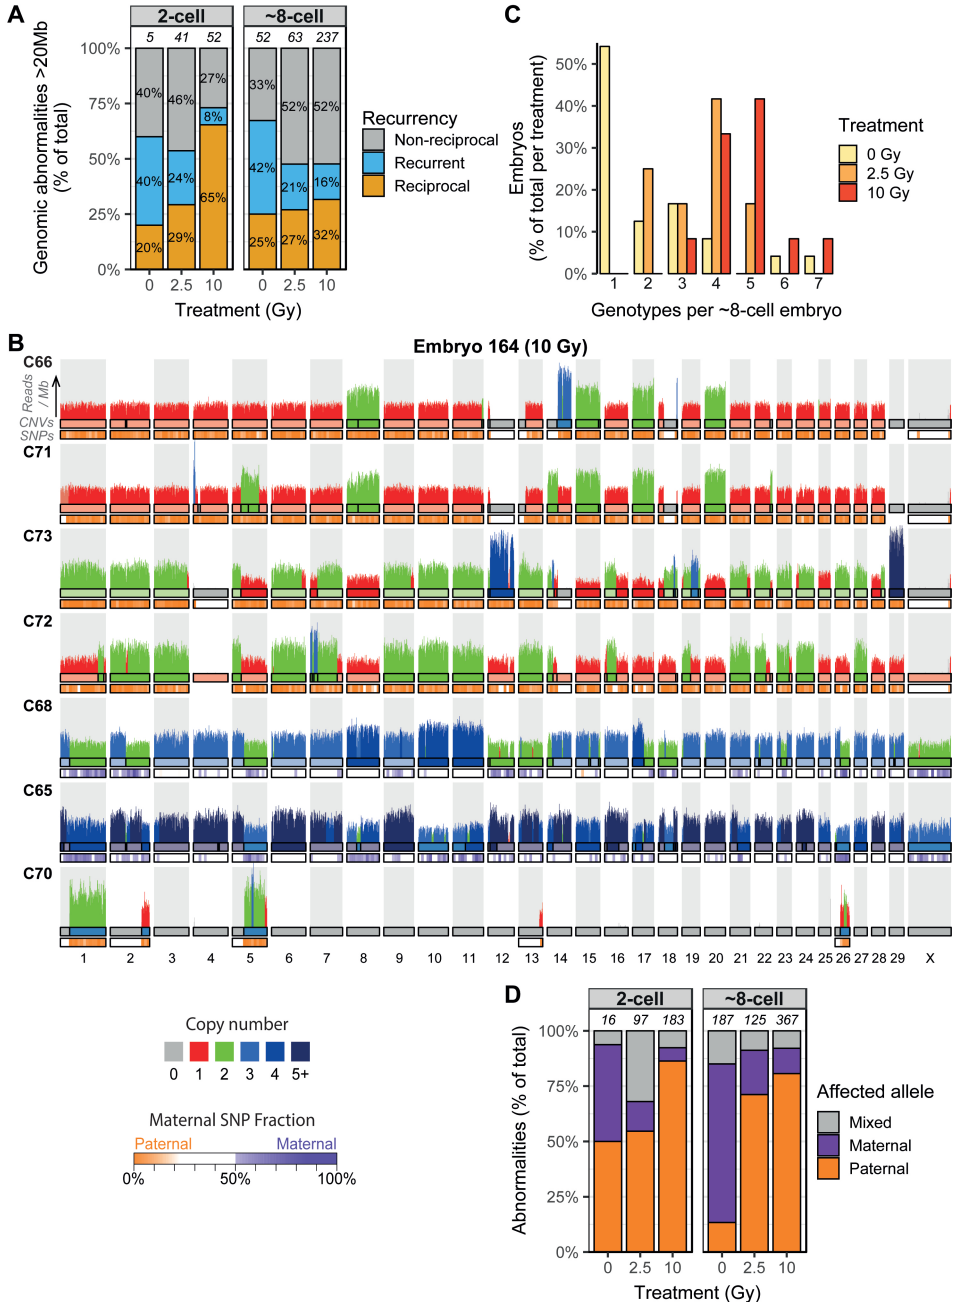 A
2-cell
~8-cell
5 41 52
52 63 237
Genomic abnormalities >20Mb
(% of total)
100%
75%
50%
25%
0%
40%
46%
27%
33%
52%
52%
40%
24%
8%
42%
21%
16%
20%
29%
65%
25%
27%
32%
0 2.5 10
0 2.5 10
Treatment (Gy)
Recurrency
Non-reciprocal
Recurrent
Reciprocal
C
Embryos
(% of total per treatment)
50%
40%
30%
20%
10%
0%
1 2 3 4 5 6 7
Genotypes per ~8-cell embryo
Treatment
0 Gy
2.5 Gy
10 Gy
B
Embryo 164 (10 Gy)
C66
Reads
/ Mb
CNVs
SNPs
C71
C73
C72
C68
C65
C70
1 2 3 4 5 6 7 8 9 10 11 12 13 14 15 16 17 18 19 20 21 22 23 24 25 26 27 28 29 X
Copy number
0 1 2 3 4 5+
Maternal SNP Fraction
Paternal Maternal
0% 50% 100%
D
2-cell
~8-cell
16 97 183
187 125 367
Abnormalities (% of total)
100%
75%
50%
25%
0%
0 2.5 10
0 2.5 10
Treatment (Gy)
Affected allele
Mixed
Maternal
Paternal